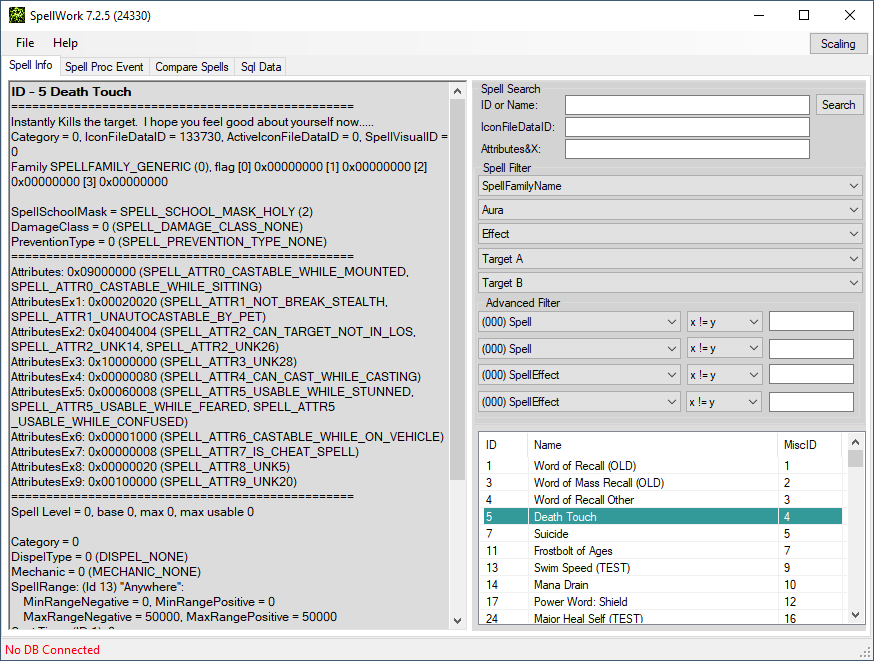 SpellWork 7.2.5 (24330)
File Help
Scaling
Spell Info Spell Proc Event Compare Spells Sql Data
ID - 5 Death Touch
=================================================
Instantly Kills the target. I hope you feel good about yourself now.....
Category = 0, IconFileDataID = 133730, ActiveIconFileDataID = 0, SpellVisualID =
0
Family SPELLFAMILY_GENERIC (0), flag [0] 0x00000000 [1] 0x00000000 [2]
0x00000000 [3] 0x00000000
SpellSchoolMask = SPELL_SCHOOL_MASK_HOLY (2)
DamageClass = 0 (SPELL_DAMAGE_CLASS_NONE)
PreventionType = 0 (SPELL_PREVENTION_TYPE_NONE)
=================================================
Attributes: 0x09000000 (SPELL_ATTR0_CASTABLE_WHILE_MOUNTED,
SPELL_ATTR0_CASTABLE_WHILE_SITTING)
AttributesEx1: 0x00020020 (SPELL_ATTR1_NOT_BREAK_STEALTH,
SPELL_ATTR1_UNAUTOCASTABLE_BY_PET)
AttributesEx2: 0x04004004 (SPELL_ATTR2_CAN_TARGET_NOT_IN_LOS,
SPELL_ATTR2_UNK14, SPELL_ATTR2_UNK26)
AttributesEx3: 0x10000000 (SPELL_ATTR3_UNK28)
AttributesEx4: 0x00000080 (SPELL_ATTR4_CAN_CAST_WHILE_CASTING)
AttributesEx5: 0x00060008 (SPELL_ATTR5_USABLE_WHILE_STUNNED,
SPELL_ATTR5_USABLE_WHILE_FEARED, SPELL_ATTR5
_USABLE_WHILE_CONFUSED)
AttributesEx6: 0x00001000 (SPELL_ATTR6_CASTABLE_WHILE_ON_VEHICLE)
AttributesEx7: 0x00000008 (SPELL_ATTR7_IS_CHEAT_SPELL)
AttributesEx8: 0x00000020 (SPELL_ATTR8_UNK5)
AttributesEx9: 0x00100000 (SPELL_ATTR9_UNK20)
=================================================
Spell Level = 0, base 0, max 0, max usable 0
Category = 0
DispelType = 0 (DISPEL_NONE)
Mechanic = 0 (MECHANIC_NONE)
SpellRange: (Id 13) "Anywhere":
MinRangeNegative = 0, MinRangePositive = 0
MaxRangeNegative = 50000, MaxRangePositive = 50000
Spell Search
ID or Name:
Search
IconFileDataID:
Attributes&X:
Spell Filter
SpellFamilyName
Aura
Effect
Target A
Target B
Advanced Filter
(000) Spell x != y
(000) Spell x != y
(000) SpellEffect x != y
(000) SpellEffect x != y
ID Name MiscID
1 Word of Recall (OLD) 1
3 Word of Mass Recall (OLD) 2
4 Word of Recall Other 3
5 Death Touch 4
7 Suicide 5
11 Frostbolt of Ages 7
13 Swim Speed (TEST) 9
14 Mana Drain 10
17 Power Word: Shield 12
24 Major Heal Self (TEST) 16
No DB Connected